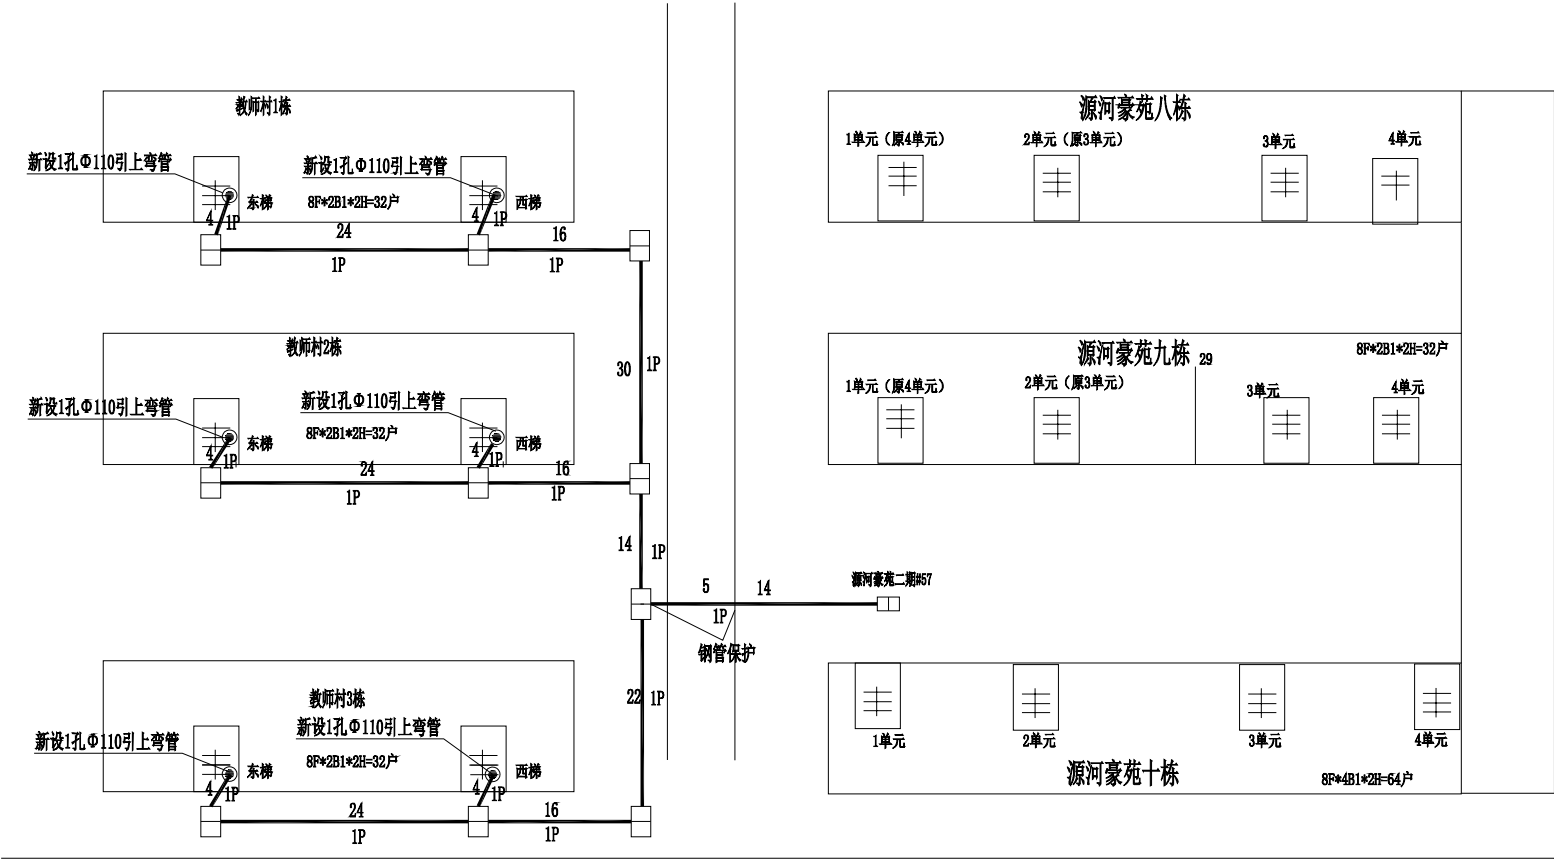 教师村1栋
新设1孔Φ110引上弯管
新设1孔Φ110引上弯管
东梯
8F*2B1*2H=32户
西梯
4
1P
4
1P
24
16
1P
1P
教师村2栋
新设1孔Φ110引上弯管
新设1孔Φ110引上弯管
东梯
8F*2B1*2H=32户
西梯
4
1P
4
1P
24
16
1P
1P
30
1P
14
1P
5
14
1P
钢管保护
源河豪苑二期#57
22
1P
教师村3栋
新设1孔Φ110引上弯管
新设1孔Φ110引上弯管
东梯
8F*2B1*2H=32户
西梯
4
1P
4
1P
24
16
1P
1P
源河豪苑八栋
1单元（原4单元）
2单元（原3单元）
3单元
4单元
源河豪苑九栋
29
8F*2B1*2H=32户
1单元（原4单元）
2单元（原3单元）
3单元
4单元
1单元
2单元
3单元
4单元
源河豪苑十栋
8F*4B1*2H=64户